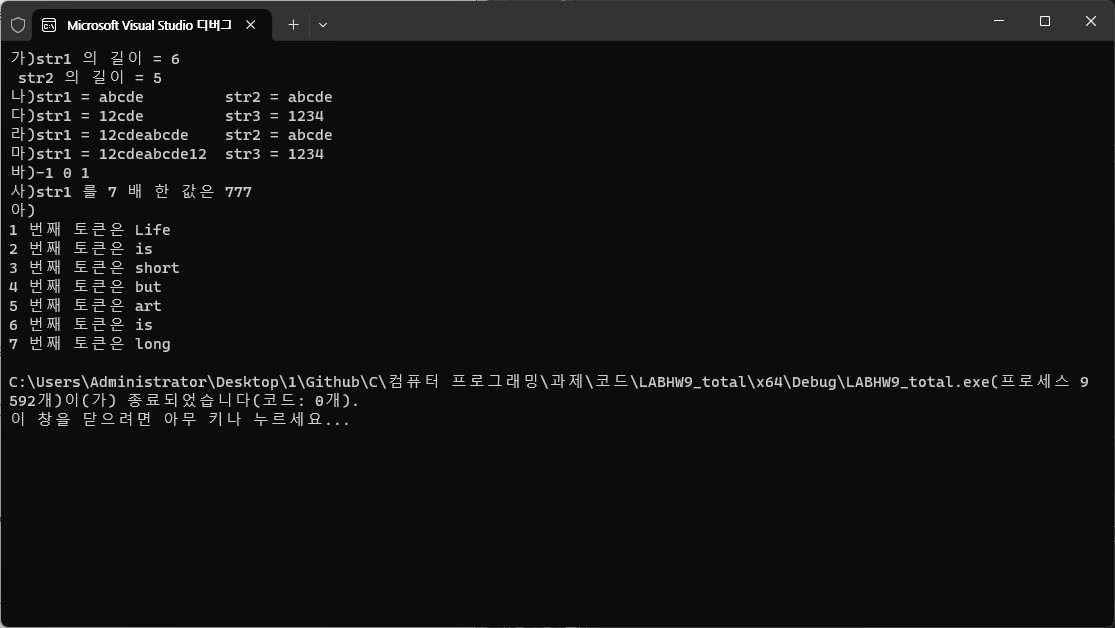 Microsoft Visual Studio 디버그
가)str1 의 길이 = 6
str2 의 길이 = 5
나)str1 = abcde         str2 = abcde
다)str1 = 12cde         str3 = 1234
라)str1 = 12cdeabcde    str2 = abcde
마)str1 = 12cdeabcde12  str3 = 1234
바)-1 0 1
사)str1 를 7 배 한 값은 777
아)
1 번째 토큰은 Life
2 번째 토큰은 is
3 번째 토큰은 short
4 번째 토큰은 but
5 번째 토큰은 art
6 번째 토큰은 is
7 번째 토큰은 long
C:\Users\Administrator\Desktop\1\Github\C\컴퓨터 프로그래밍\과제\코드\LABHW9_total\x64\Debug\LABHW9_total.exe(프로세스 9
592개)이(가) 종료되었습니다(코드: 0개).
이 창을 닫으려면 아무 키나 누르세요...